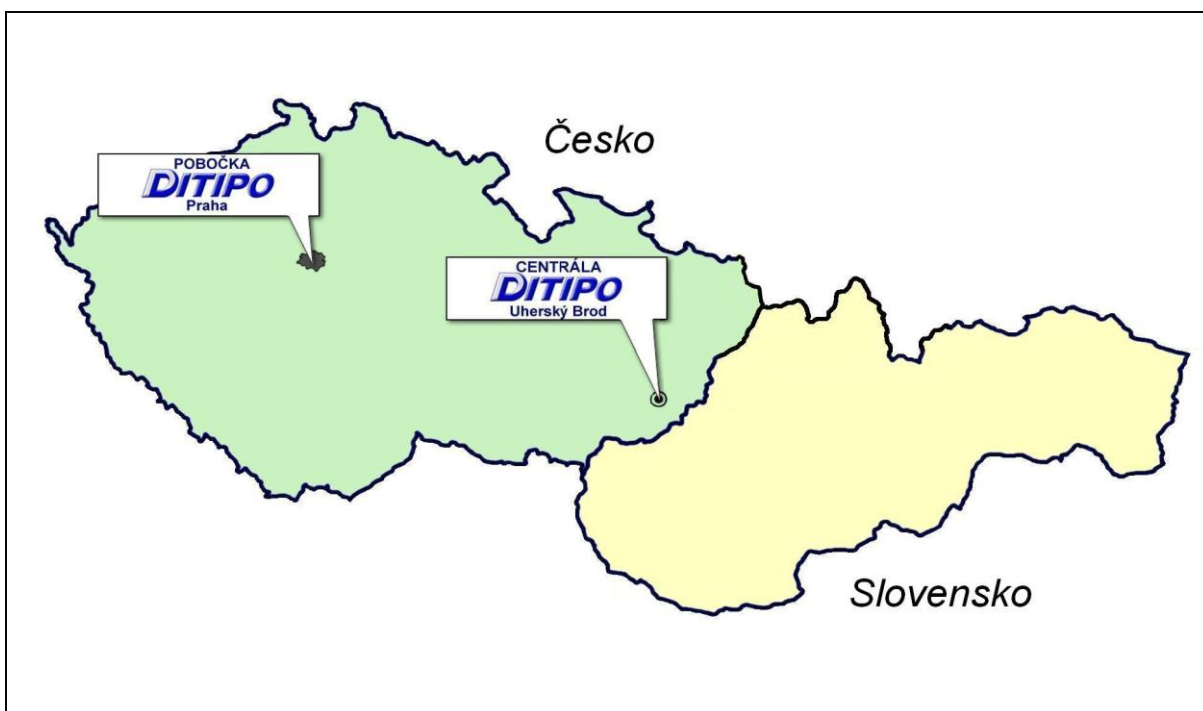 Česko
POBOČKA
DITIPO
Praha
CENTRÁLA
DITIPO
Uherský Brod
Slovensko